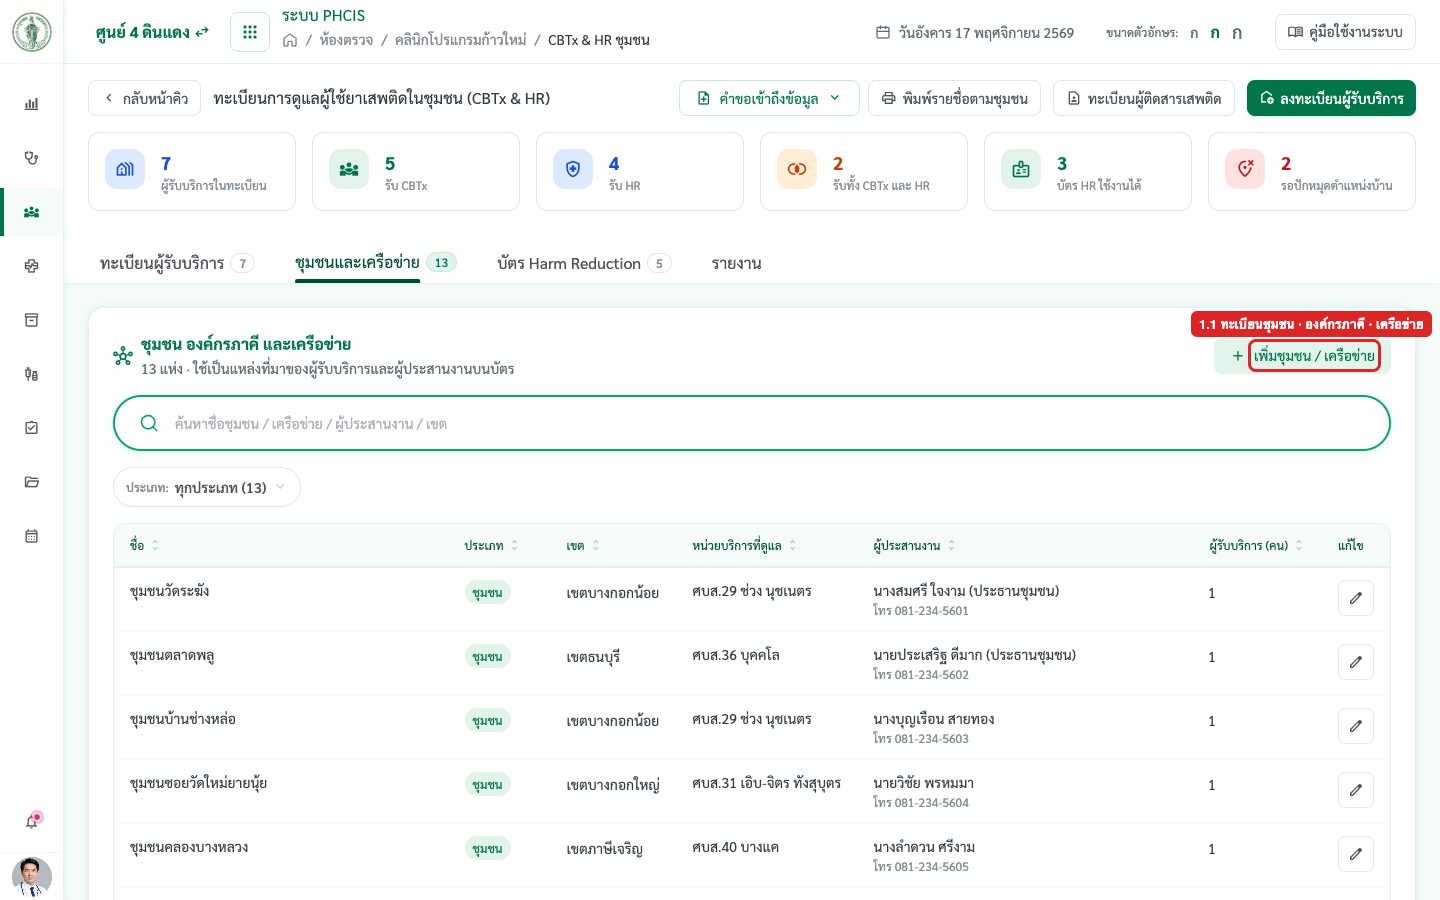 ศูนย์ 4 ดินแดง
ระบบ PHCIS
ห้องตรวจ / คลินิกโปรแกรมก้าวใหม่ / CBTx & HR ชุมชน
วันอังคาร 17 พฤศจิกายน 2569
ขนาดตัวอักษร: ก ก ก
คู่มือใช้งานระบบ
กลับหน้าคิว
ทะเบียนการดูแลผู้ใช้ยาเสพติดในชุมชน (CBTx & HR)
คำขอเข้าถึงข้อมูล
พิมพ์รายชื่อตามชุมชน
ทะเบียนผู้ติดสารเสพติด
ลงทะเบียนผู้รับบริการ
7
ผู้รับบริการในทะเบียน
5
รับ CBTx
4
รับ HR
2
รับทั้ง CBTx และ HR
3
บัตร HR ใช้งานได้
2
รอปักหมุดตำแหน่งบ้าน
ทะเบียนผู้รับบริการ 7
ชุมชนและเครือข่าย 13
บัตร Harm Reduction 5
รายงาน
1.1 ทะเบียนชุมชน · องค์กรภาคี · เครือข่าย
ชุมชน องค์กรภาคี และเครือข่าย
13 แห่ง · ใช้เป็นแหล่งที่มาของผู้รับบริการและผู้ประสานงานบนบัตร
+ เพิ่มชุมชน / เครือข่าย
ค้นหาชื่อชุมชน / เครือข่าย / ผู้ประสานงาน / เขต
ประเภท: ทุกประเภท (13)
ชื่อ ประเภท เขต หน่วยบริการที่ดูแล ผู้ประสานงาน ผู้รับบริการ (คน) แก้ไข
ชุมชนวัดระฆัง ชุมชน เขตบางกอกน้อย ศบส.29 ช่วง นุชเนตร นางสมศรี ใจงาม (ประธานชุมชน) 1
โทร 081-234-5601
ชุมชนตลาดพลู ชุมชน เขตธนบุรี ศบส.36 บุคคโล นายประเสริฐ ดีมาก (ประธานชุมชน) 1
โทร 081-234-5602
ชุมชนบ้านช่างหล่อ ชุมชน เขตบางกอกน้อย ศบส.29 ช่วง นุชเนตร นางบุญเรือน สายทอง 1
โทร 081-234-5603
ชุมชนซอยวัดใหม่ยายนุ้ย ชุมชน เขตบางกอกใหญ่ ศบส.31 เอิบ-จิตร ทังสุบุตร นายวิชัย พรหมมา 1
โทร 081-234-5604
ชุมชนคลองบางหลวง ชุมชน เขตภาษีเจริญ ศบส.40 บางแค นางลำดวน ศรีงาม 1
โทร 081-234-5605